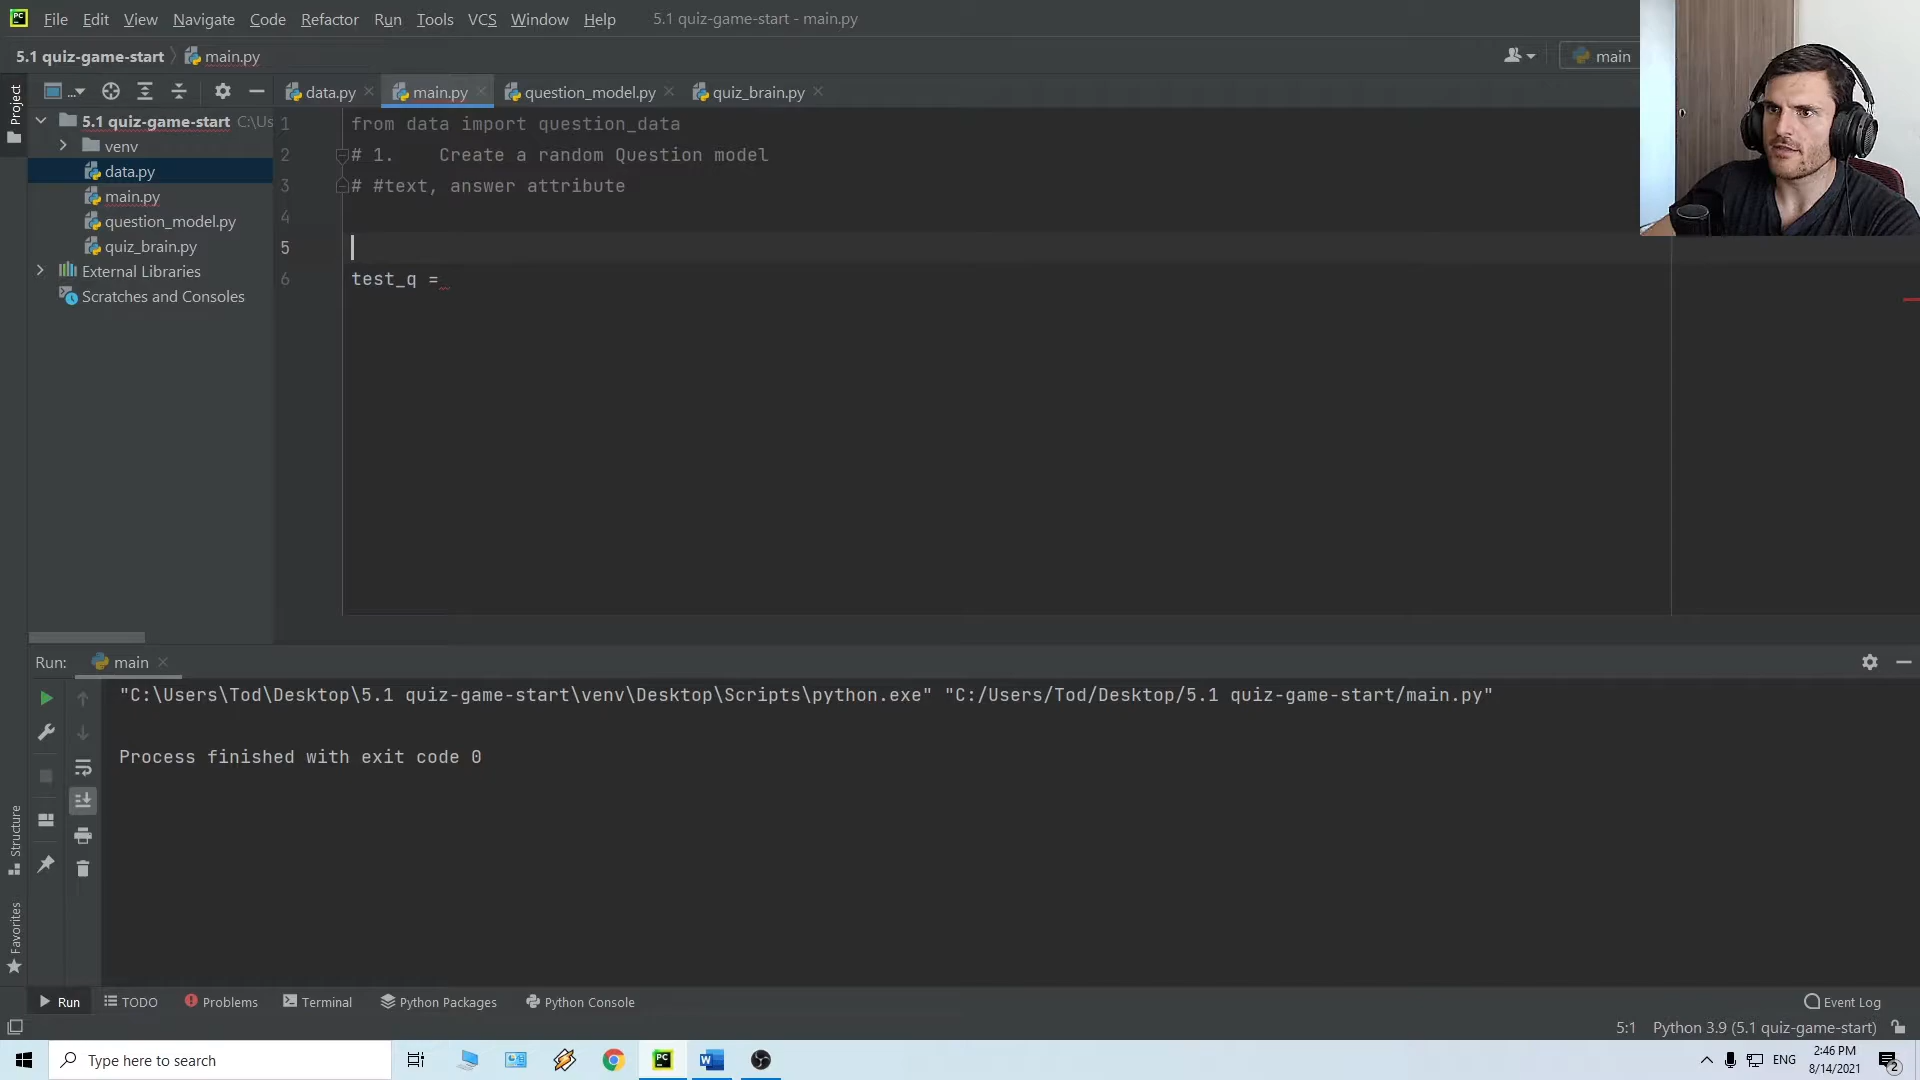 File Edit View Navigate Code Refactor Run Tools VCS Window Help 5.1 quiz-game-start - main.py
5.1 quiz-game-start main.py main
Project
... data.py main.py question_model.py quiz_brain.py
5.1 quiz-game-start C:\Us
venv
data.py
main.py
question_model.py
quiz_brain.py
External Libraries
Scratches and Consoles
1 from data import question_data
2 # 1. Create a random Question model
3 # #text, answer attribute
4
5
6 test_q =
Run: main
"C:\Users\Tod\Desktop\5.1 quiz-game-start\venv\Desktop\Scripts\python.exe" "C:/Users/Tod/Desktop/5.1 quiz-game-start/main.py"
Process finished with exit code 0
Structure
Favorites
Run TODO Problems Terminal Python Packages Python Console Event Log
5:1 Python 3.9 (5.1 quiz-game-start)
Type here to search PC W ENG 2:46 PM
8/14/2021 2